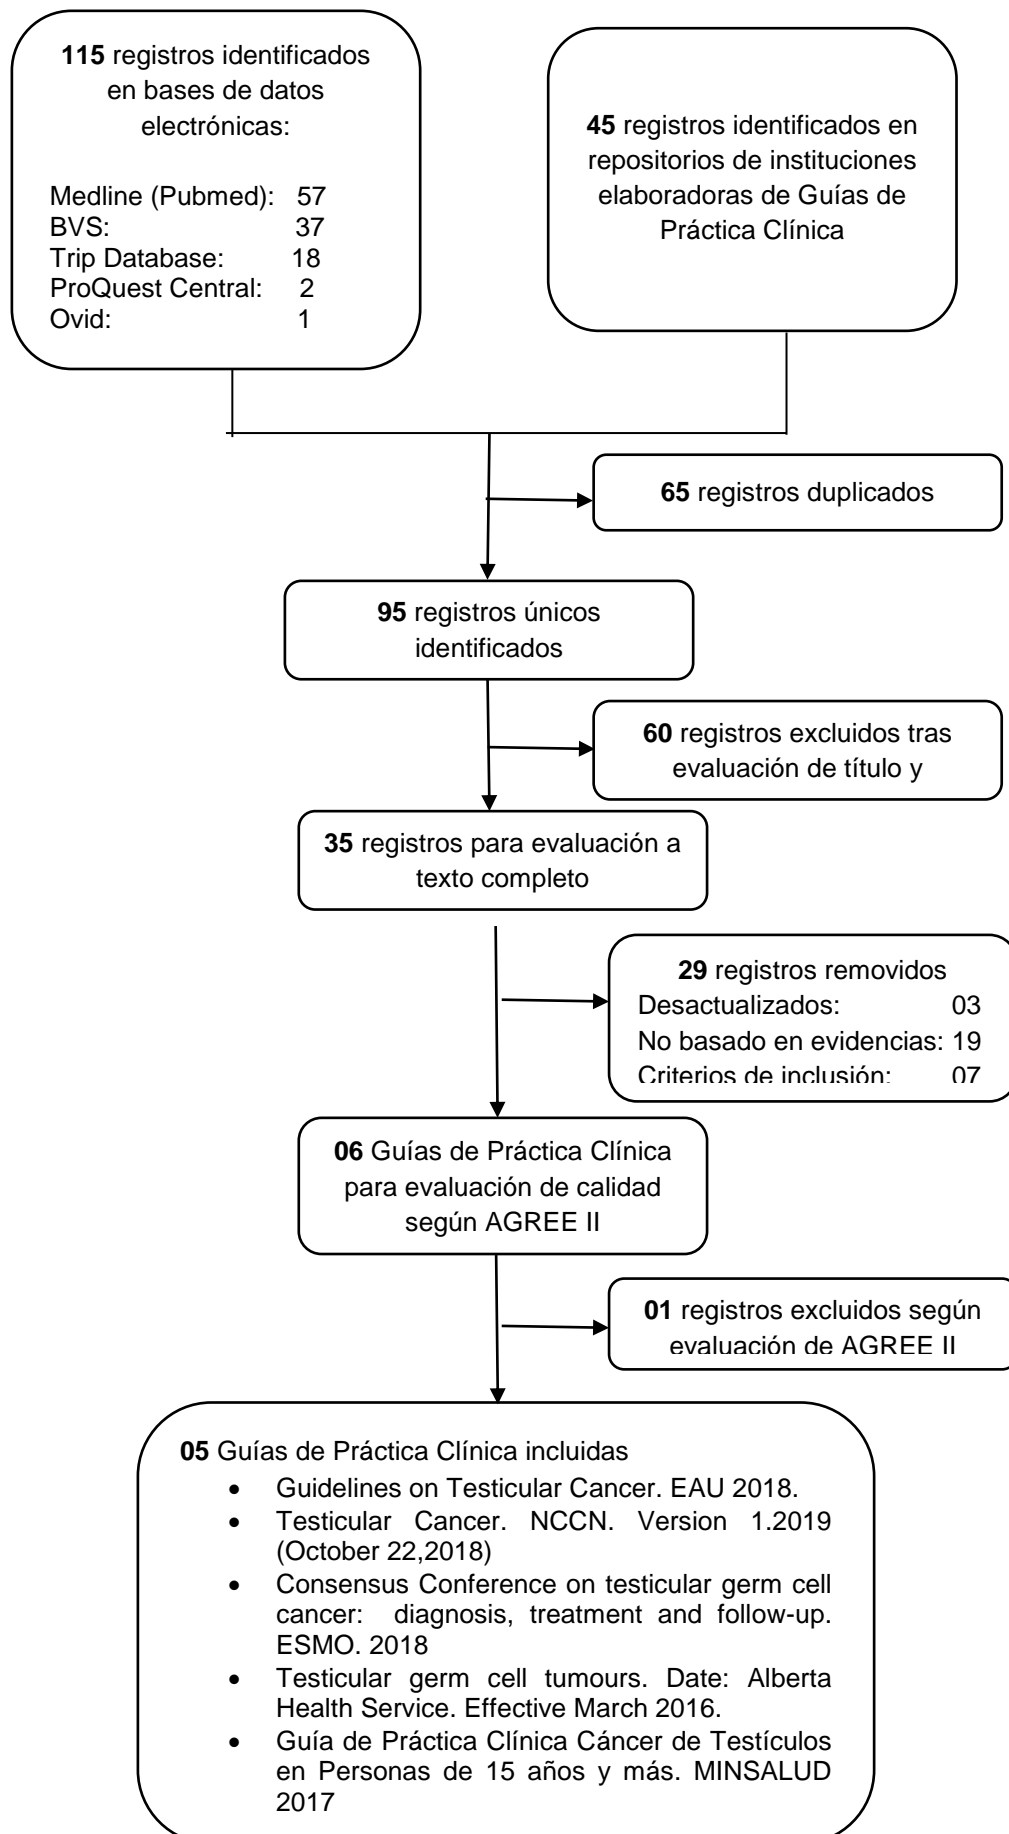 115 registros identificados
en bases de datos
electrónicas:
Medline (Pubmed): 57
BVS: 37
Trip Database: 18
ProQuest Central: 2
Ovid: 1
45 registros identificados en
repositorios de instituciones
elaboradoras de Guías de
Práctica Clínica
65 registros duplicados
95 registros únicos
identificados
60 registros excluidos tras
evaluación de título y
35 registros para evaluación a
texto completo
29 registros removidos
Desactualizados: 03
No basado en evidencias: 19
Criterios de inclusión: 07
06 Guías de Práctica Clínica
para evaluación de calidad
según AGREE II
01 registros excluidos según
evaluación de AGREE II
05 Guías de Práctica Clínica incluidas
• Guidelines on Testicular Cancer. EAU 2018.
• Testicular Cancer. NCCN. Version 1.2019
(October 22,2018)
• Consensus Conference on testicular germ cell
cancer: diagnosis, treatment and follow-up.
ESMO. 2018
• Testicular germ cell tumours. Date: Alberta
Health Service. Effective March 2016.
• Guía de Práctica Clínica Cáncer de Testículos
en Personas de 15 años y más. MINSALUD
2017